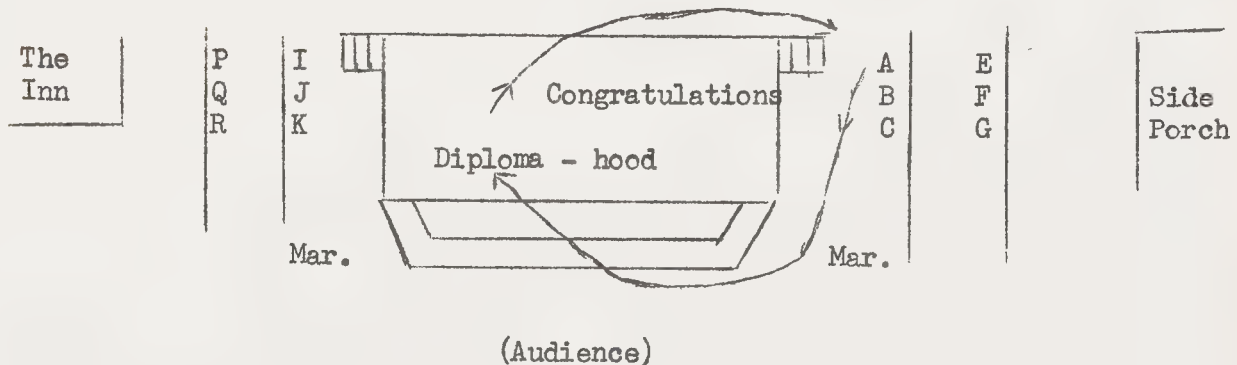 The
Inn
P
Q
R
I
J
K
Congratulations
Diploma - hood
A
B
C
E
F
G
Side
Porch
Mar.
Mar.
(Audience)